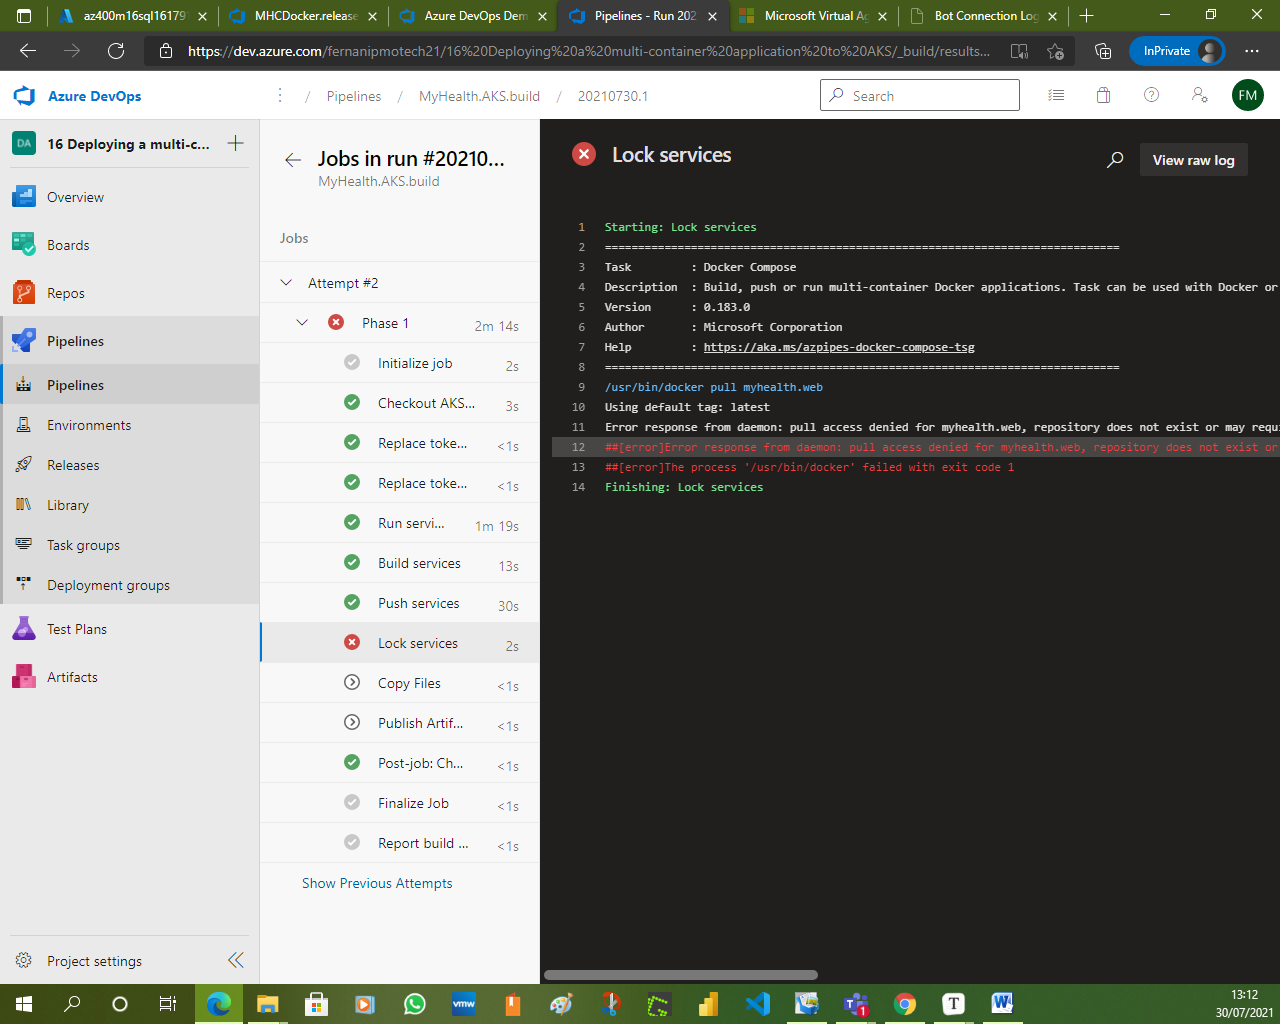 az400m16sql16179
MHCDocker.release
Azure DevOps Dem
Pipelines - Run 202
Microsoft Virtual Ag
Bot Connection Log
https://dev.azure.com/fernanipmotech21/16%20Deploying%20a%20multi-container%20application%20to%20AKS/_build/results...
InPrivate
Azure DevOps
/ Pipelines / MyHealth.AKS.build / 20210730.1
Search
FM
DA
16 Deploying a multi-c...
Overview
Boards
Repos
Pipelines
Pipelines
Environments
Releases
Library
Task groups
Deployment groups
Test Plans
Artifacts
Project settings
Jobs in run #20210...
MyHealth.AKS.build
Jobs
Attempt #2
Phase 1 2m 14s
Initialize job 2s
Checkout AKS... 3s
Replace toke... <1s
Replace toke... <1s
Run servi... 1m 19s
Build services 13s
Push services 30s
Lock services 2s
Copy Files <1s
Publish Artif... <1s
Post-job: Ch... <1s
Finalize Job <1s
Report build ... <1s
Show Previous Attempts
Lock services
View raw log
1 Starting: Lock services
2 ==============================================================================
3 Task : Docker Compose
4 Description : Build, push or run multi-container Docker applications. Task can be used with Docker or
5 Version : 0.183.0
6 Author : Microsoft Corporation
7 Help : https://aka.ms/azpipes-docker-compose-tsg
8 ==============================================================================
9 /usr/bin/docker pull myhealth.web
10 Using default tag: latest
11 Error response from daemon: pull access denied for myhealth.web, repository does not exist or may requi
12 ##[error]Error response from daemon: pull access denied for myhealth.web, repository does not exist or
13 ##[error]The process '/usr/bin/docker' failed with exit code 1
14 Finishing: Lock services
vmw
1
T
13:12
30/07/2021